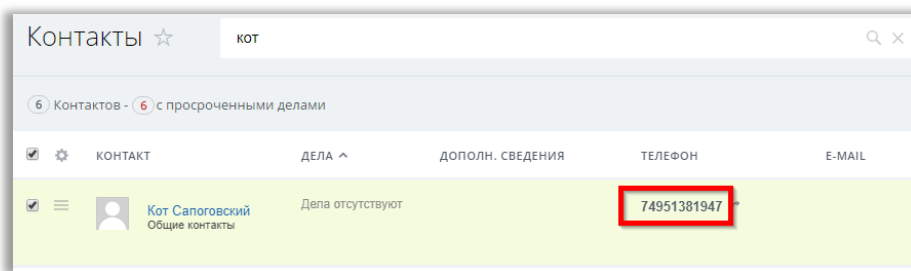 Контакты кот
6 Контактов - 6 с просроченными делами
КОНТАКТ ДЕЛА ДОПОЛН. СВЕДЕНИЯ ТЕЛЕФОН E-MAIL
Кот Сапоговский Дела отсутствуют 74951381947
Общие контакты